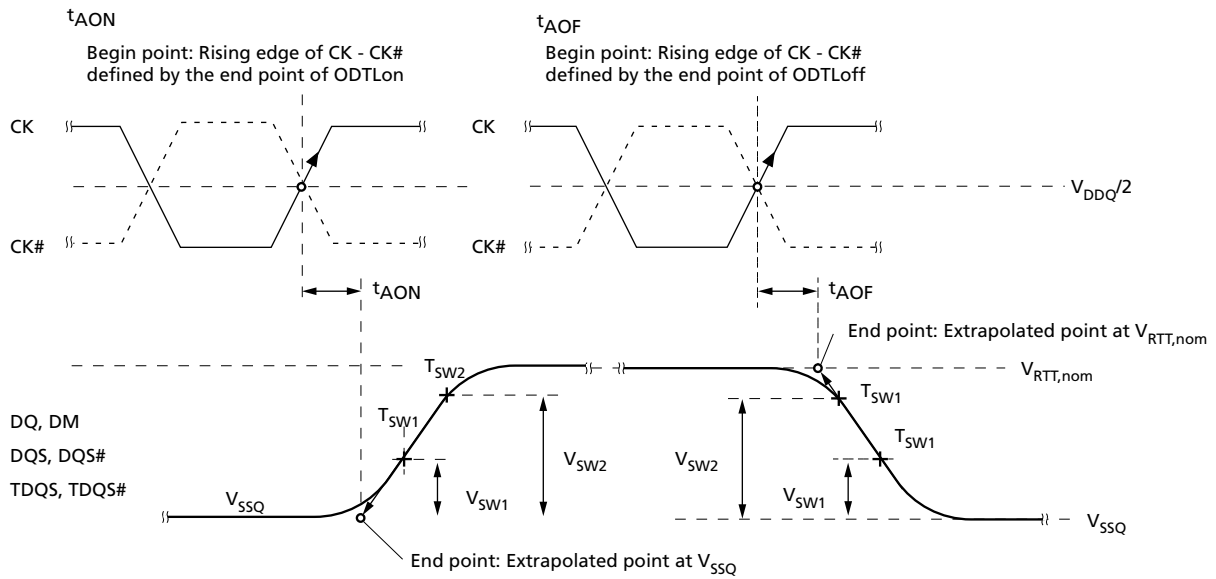 tAON
Begin point: Rising edge of CK - CK#
defined by the end point of ODTLon
tAOF
Begin point: Rising edge of CK - CK#
defined by the end point of ODTLoff
CK
CK
VDDQ/2
CK#
CK#
tAON
tAOF
End point: Extrapolated point at VRTT,nom
TSW2
VRTT,nom
TSW1
TSW1
DQ, DM
TSW1
DQS, DQS#
VSW2
VSW2
TDQS, TDQS#
VSSQ
VSW1
VSW1
VSSQ
End point: Extrapolated point at VSSQ